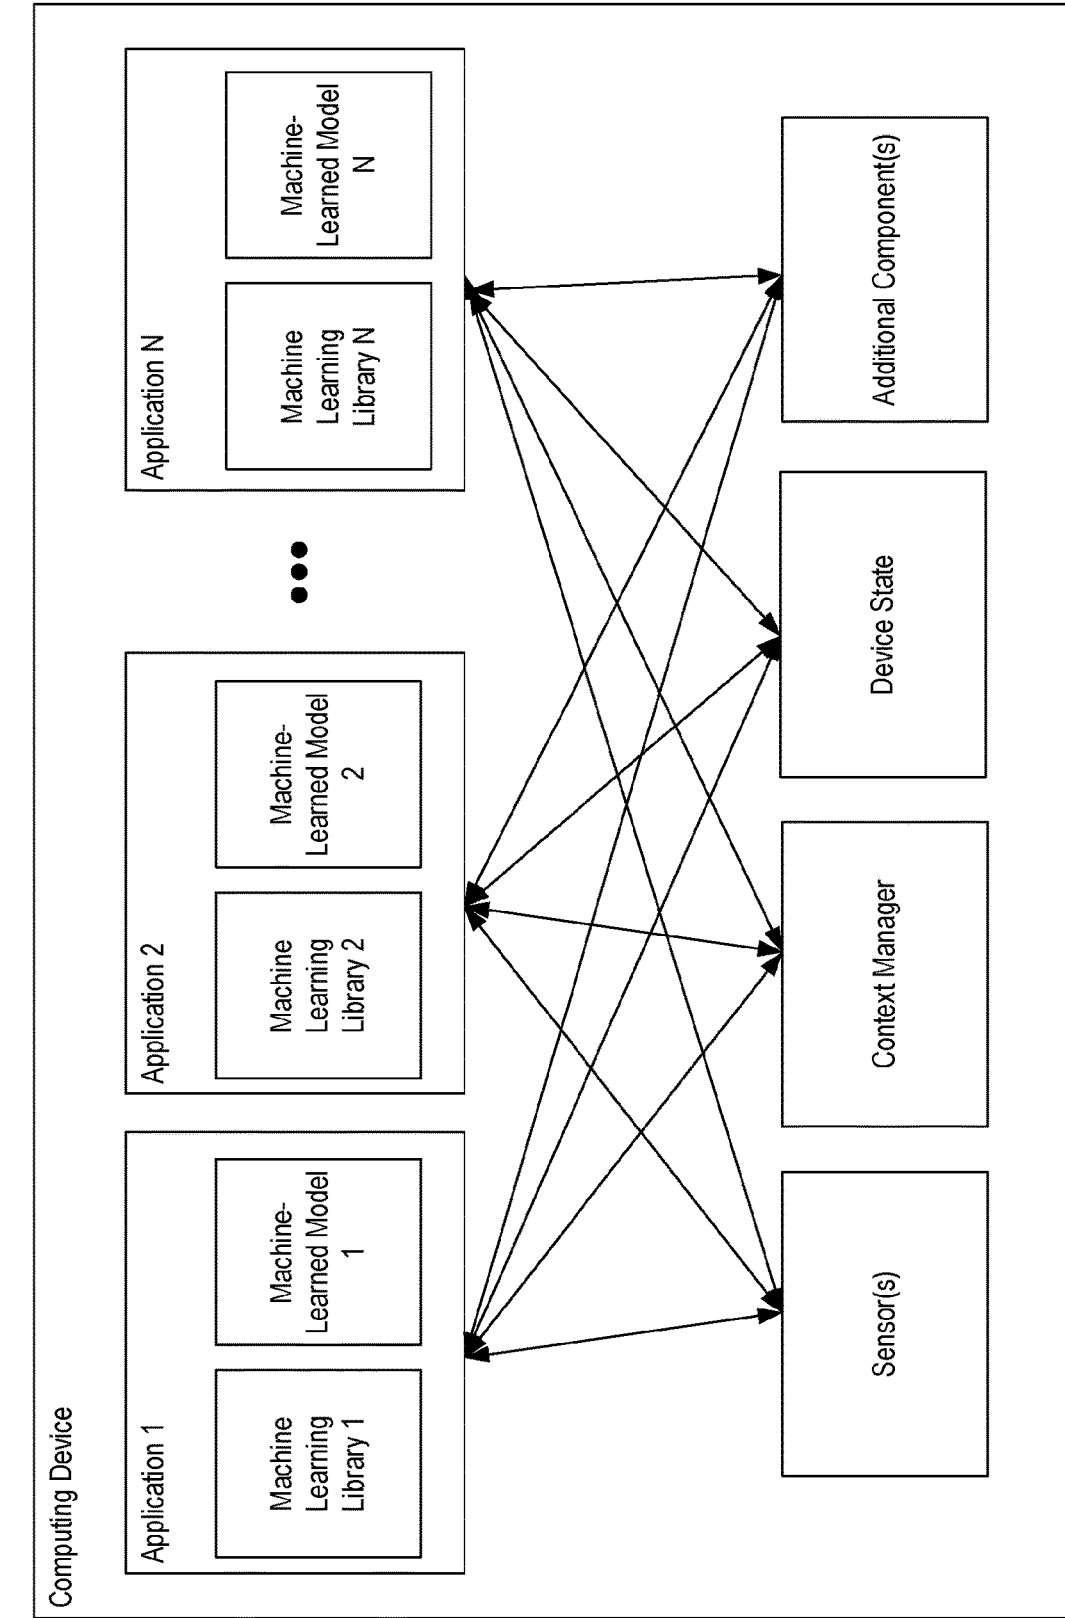 Computing Device
Application 1
Machine
Learning
Library 1
Machine-
Learned Model
1
Application 2
Machine
Learning
Library 2
Machine-
Learned Model
2
Application N
Machine
Learning
Library N
Machine-
Learned Model
N
Sensor(s)
Context Manager
Device State
Additional Component(s)